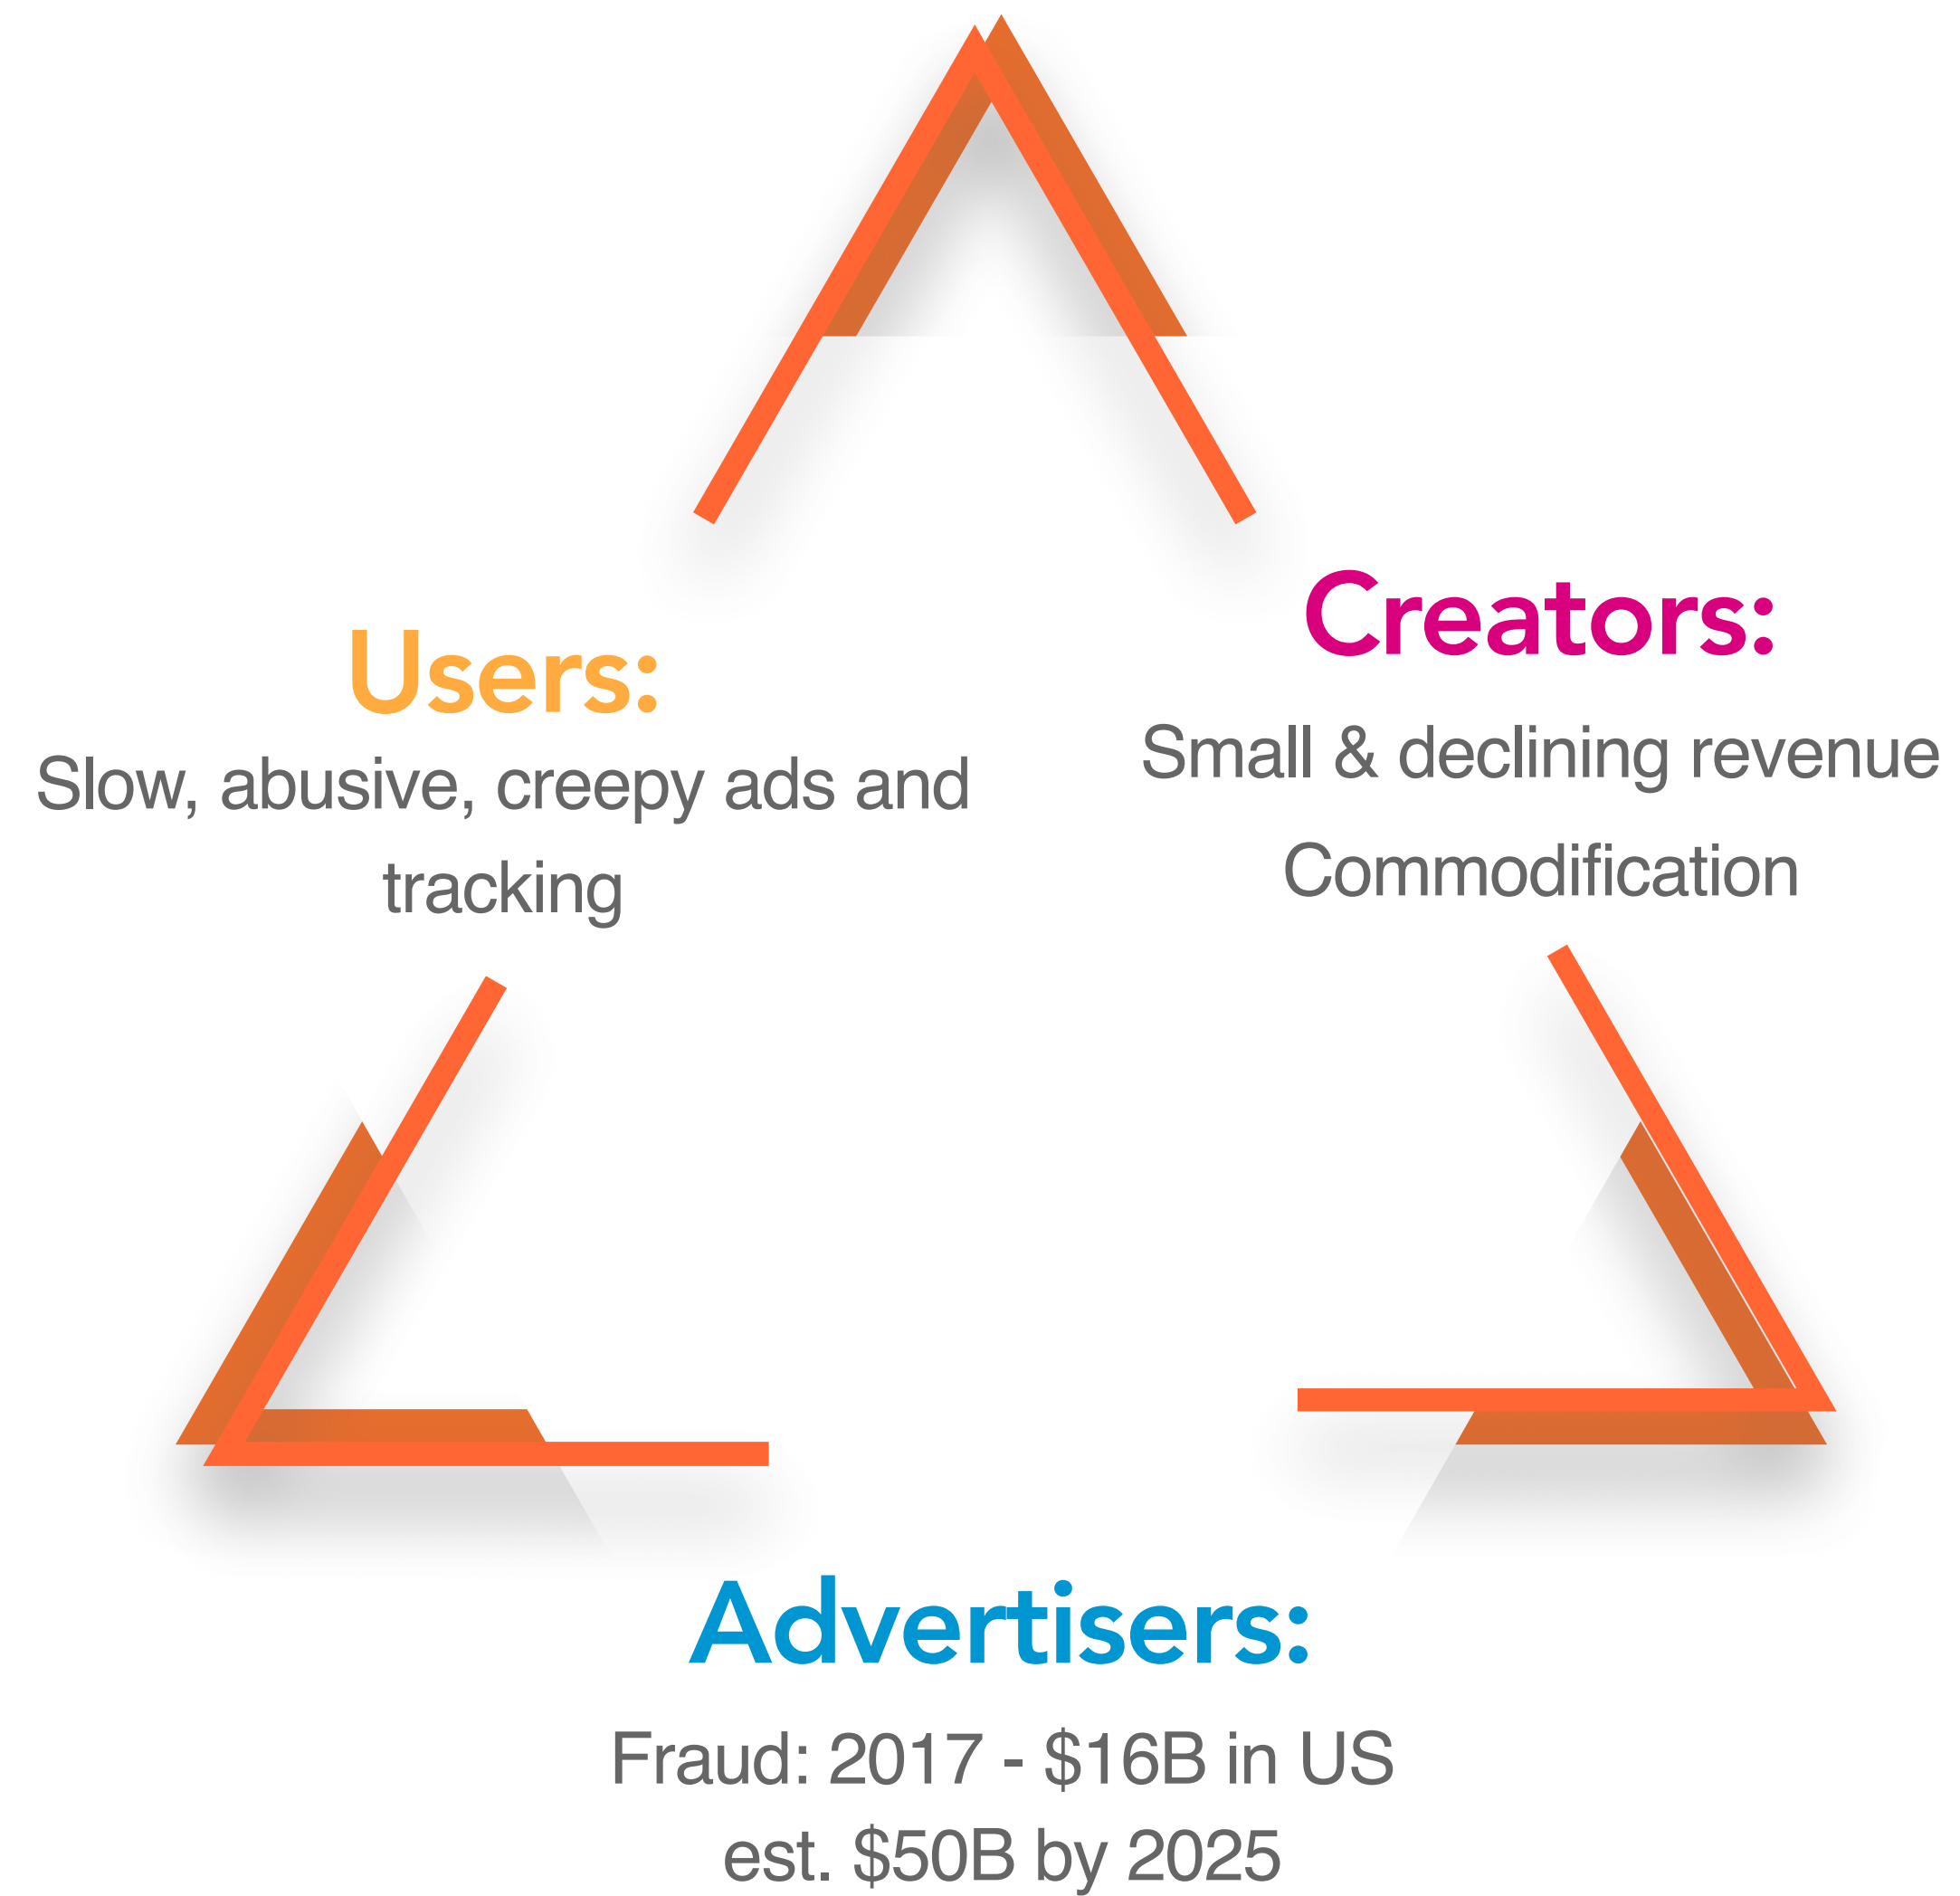 Users:
Slow, abusive, creepy ads and
tracking
Creators:
Small & declining revenue
Commodification
Advertisers:
Fraud: 2017 - $16B in US
est. $50B by 2025